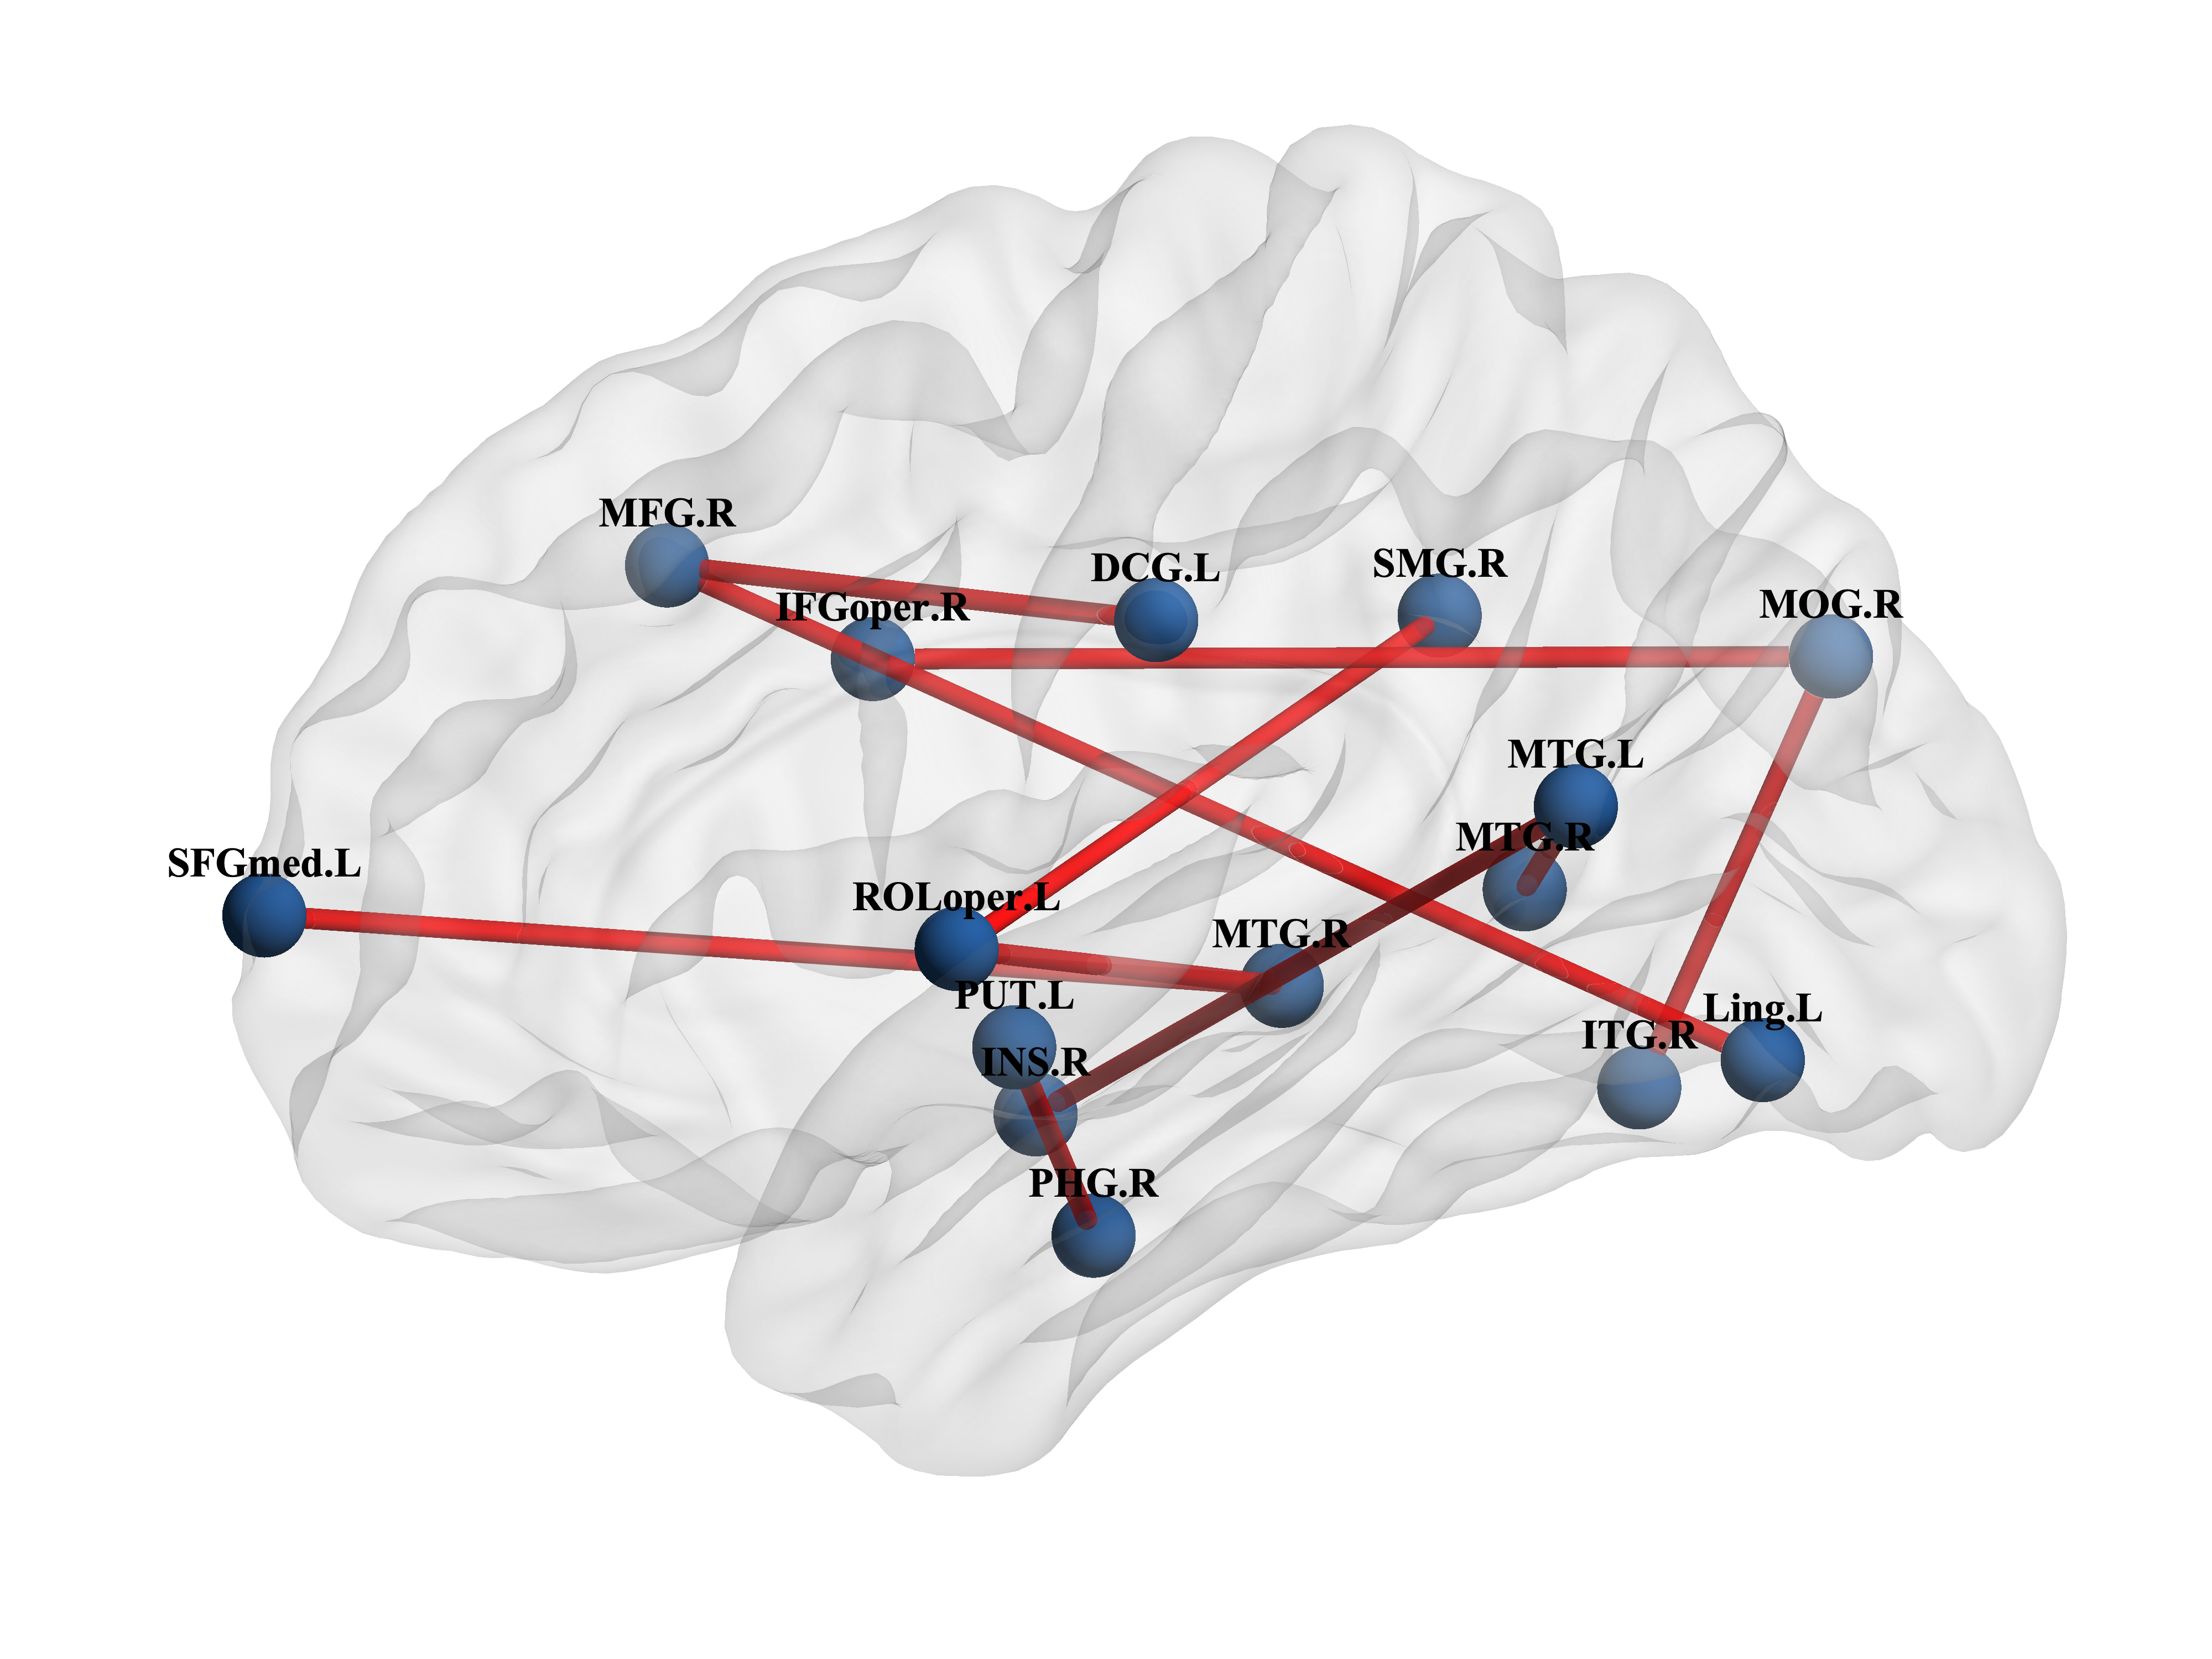 MFG.R
DCG.L
SMG.R
IFGoper.R
MOG.R
MTG.L
MTG.R
SFGmed.L
ROLoper.L
MTG.R
PUT.L
Ling.L
ITG.R
INS.R
PHG.R